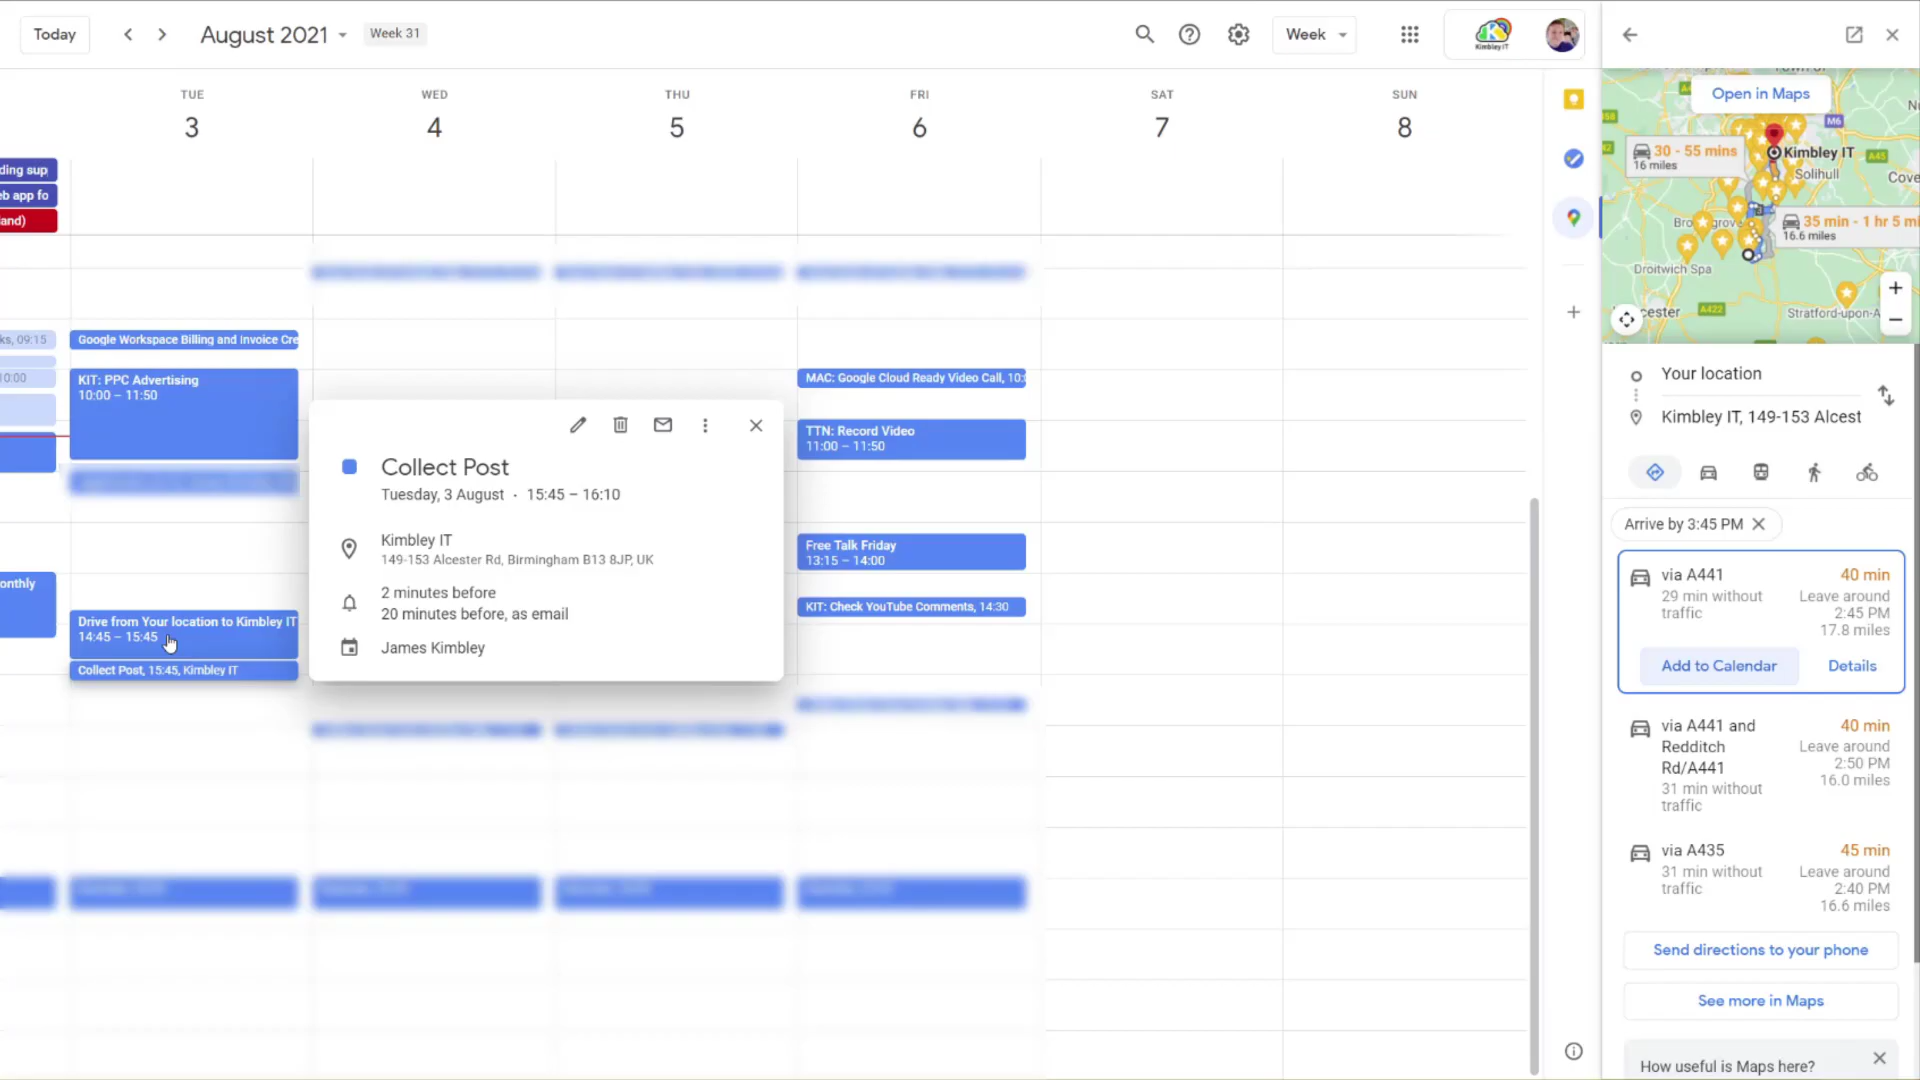 Today
August 2021
Week 31
Week
Kimbley IT
TUE
3
WED
4
THU
5
FRI
6
SAT
7
SUN
8
ding sup
eb app fo
land)
ks, 09:15
10:00
onthly
Google Workspace Billing and Invoice Cre
KIT: PPC Advertising
10:00 – 11:50
Drive from Your location to Kimbley IT
14:45 – 15:45
Collect Post, 15:45, Kimbley IT
Collect Post
Tuesday, 3 August · 15:45 – 16:10
Kimbley IT
149-153 Alcester Rd, Birmingham B13 8JP, UK
2 minutes before
20 minutes before, as email
James Kimbley
MAC: Google Cloud Ready Video Call, 10:
TTN: Record Video
11:00 – 11:50
Free Talk Friday
13:15 – 14:00
KIT: Check YouTube Comments, 14:30
Open in Maps
M6
30 - 55 mins
16 miles
Kimbley IT
A45
Solihull
Cove
Bromsgrove
35 min - 1 hr 5 mi
16.6 miles
Droitwich Spa
A422
cester
Stratford-upon-A
Your location
Kimbley IT, 149-153 Alcest
Arrive by 3:45 PM
via A441
40 min
29 min without
traffic
Leave around
2:45 PM
17.8 miles
Add to Calendar
Details
via A441 and
Redditch
Rd/A441
31 min without
traffic
40 min
Leave around
2:50 PM
16.0 miles
via A435
31 min without
traffic
45 min
Leave around
2:40 PM
16.6 miles
Send directions to your phone
See more in Maps
How useful is Maps here?